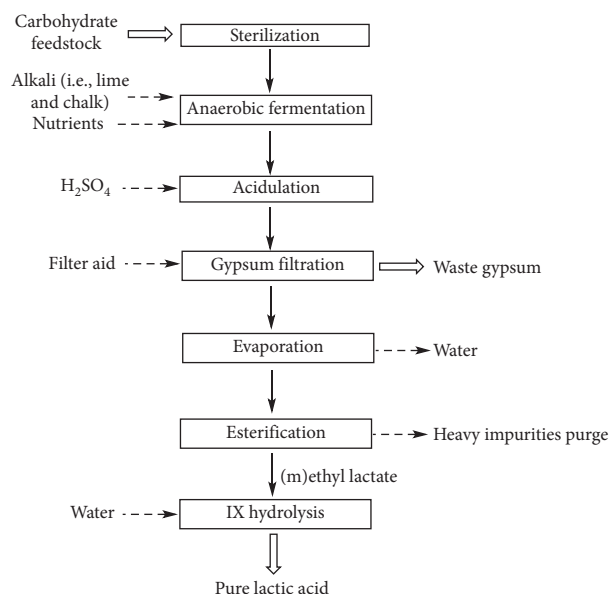 Carbohydrate
feedstock
Sterilization
Alkali (i.e., lime
and chalk)
Nutrients
Anaerobic fermentation
H₂SO₄
Acidulation
Filter aid
Gypsum filtration
Waste gypsum
Evaporation
Water
Esterification
Heavy impurities purge
(m)ethyl lactate
Water
IX hydrolysis
Pure lactic acid